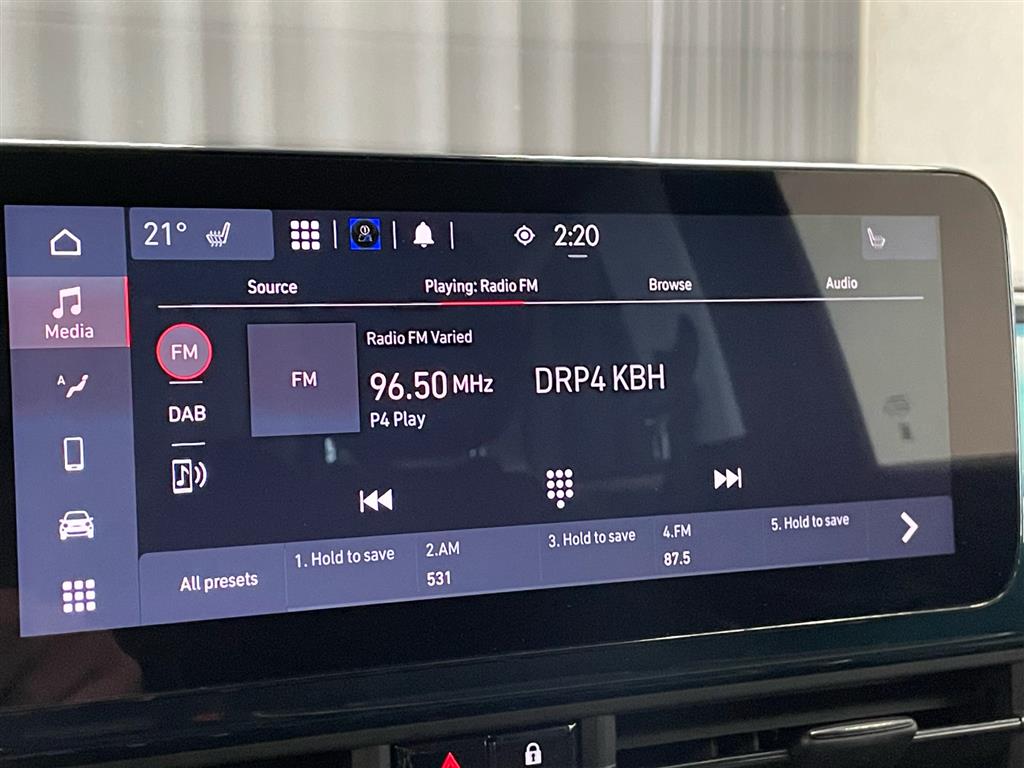 21° 2:20
Source Playing: Radio FM Browse Audio
Media
FM
DAB
FM
Radio FM Varied
96.50 MHz DRP4 KBH
P4 Play
A
All presets
1. Hold to save
2.AM
531
3. Hold to save
4.FM
87.5
5. Hold to save